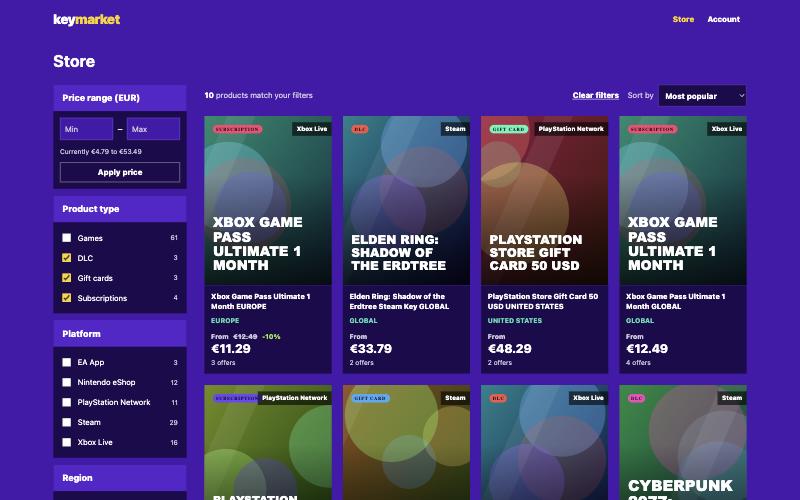 keymarket
Store
Account
Store
Price range (EUR)
Min
–
Max
Currently €4.79 to €53.49
Apply price
Product type
Games 61
DLC 3
Gift cards 3
Subscriptions 4
Platform
EA App 3
Nintendo eShop 12
PlayStation Network 11
Steam 29
Xbox Live 16
Region
10 products match your filters
Clear filters
Sort by
Most popular
SUBSCRIPTION
Xbox Live
XBOX GAME
PASS
ULTIMATE 1
MONTH
Xbox Game Pass Ultimate 1
Month EUROPE
EUROPE
From €12.49 -10%
€11.29
3 offers
DLC
Steam
ELDEN RING:
SHADOW OF
THE ERDTREE
Elden Ring: Shadow of the
Erdtree Steam Key GLOBAL
GLOBAL
From
€33.79
2 offers
GIFT CARD
PlayStation Network
PLAYSTATION
STORE GIFT
CARD 50 USD
PlayStation Store Gift Card 50
USD UNITED STATES
UNITED STATES
From
€48.29
2 offers
SUBSCRIPTION
Xbox Live
XBOX GAME
PASS
ULTIMATE 1
MONTH
Xbox Game Pass Ultimate 1
Month GLOBAL
GLOBAL
From
€12.49
4 offers
SUBSCRIPTION
PlayStation Network
PLAYSTATION
GIFT CARD
Steam
DLC
Xbox Live
DLC
Steam
CYBERPUNK
2077: